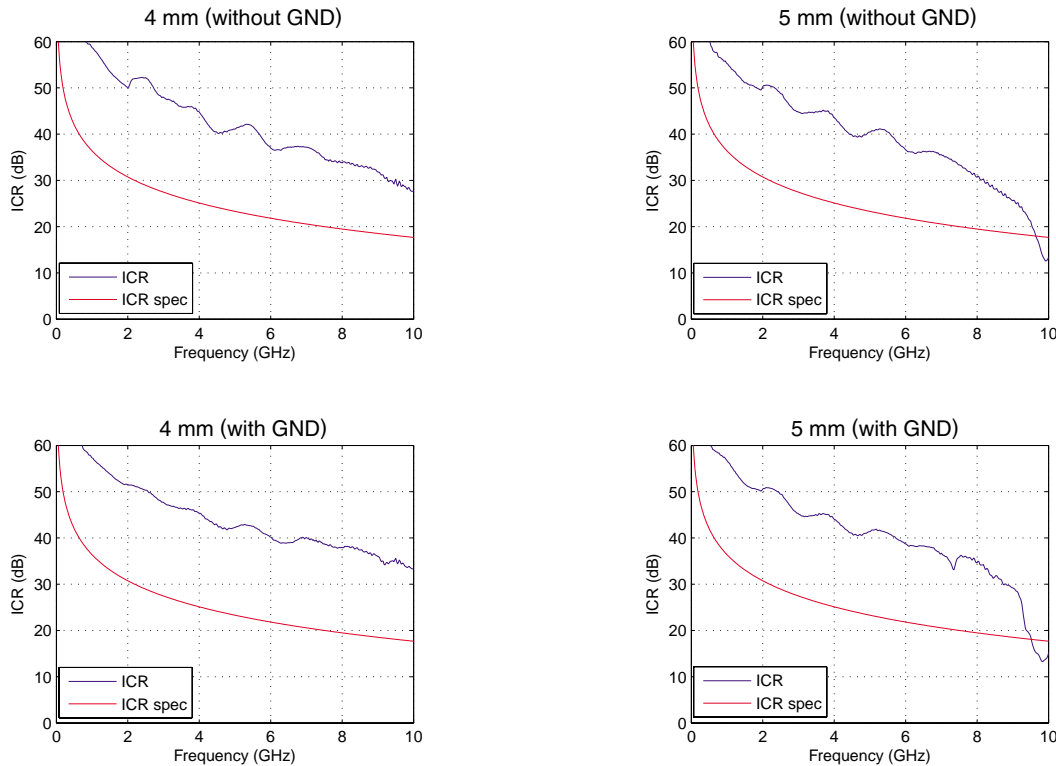 4 mm (without GND)
60
50
40
30
20
10
0
ICR (dB)
ICR
ICR spec
0 2 4 6 8 10
Frequency (GHz)
5 mm (without GND)
60
50
40
30
20
10
0
ICR (dB)
ICR
ICR spec
0 2 4 6 8 10
Frequency (GHz)
4 mm (with GND)
60
50
40
30
20
10
0
ICR (dB)
ICR
ICR spec
0 2 4 6 8 10
Frequency (GHz)
5 mm (with GND)
60
50
40
30
20
10
0
ICR (dB)
ICR
ICR spec
0 2 4 6 8 10
Frequency (GHz)